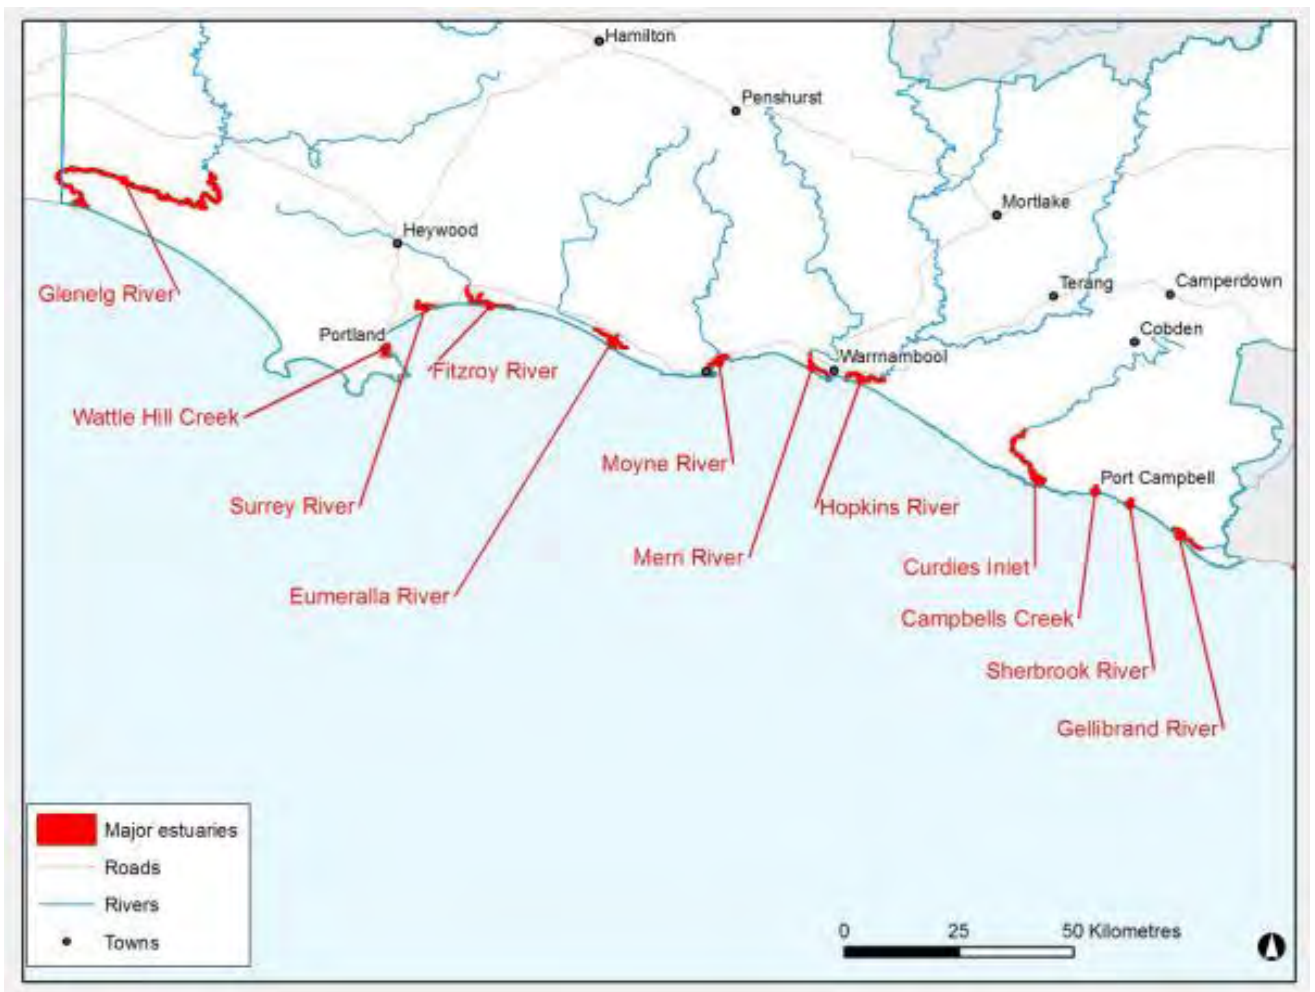 Hamilton
Penshurst
Mortlake
Heywood
Terang
Camperdown
Glenelg River
Portland
Cobden
Warrnambool
Fitzroy River
Wattle Hill Creek
Moyne River
Port Campbell
Surrey River
Hopkins River
Merri River
Curdies Inlet
Eumeralla River
Campbells Creek
Sherbrook River
Gellibrand River
Major estuaries
Roads
Rivers
Towns
0 25 50 Kilometres